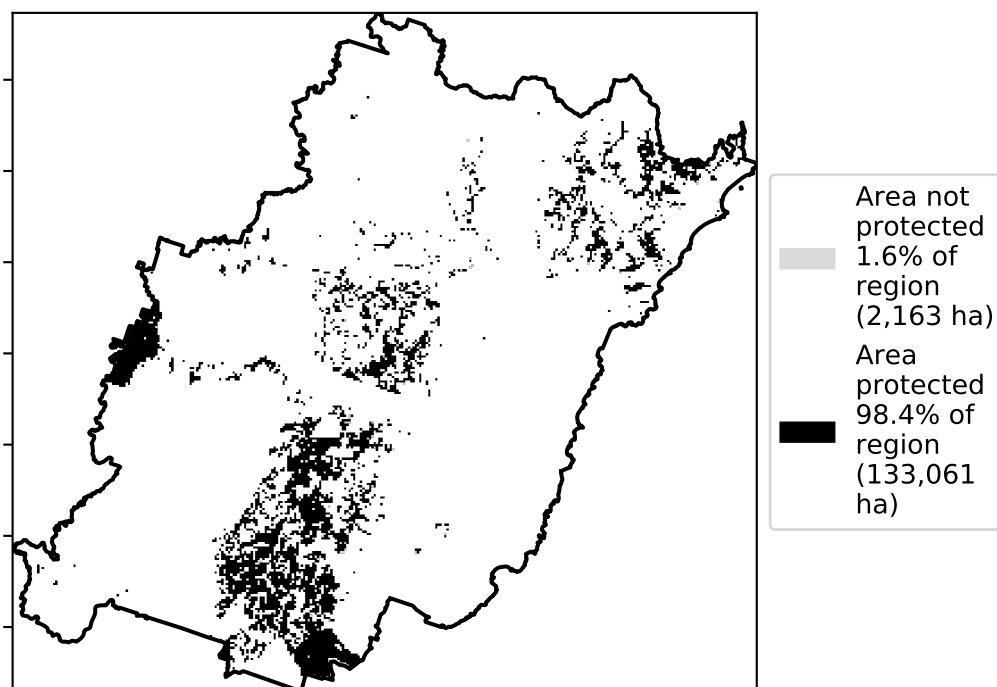 Area not
protected
1.6% of
region
(2,163 ha)
Area
protected
98.4% of
region
(133,061
ha)